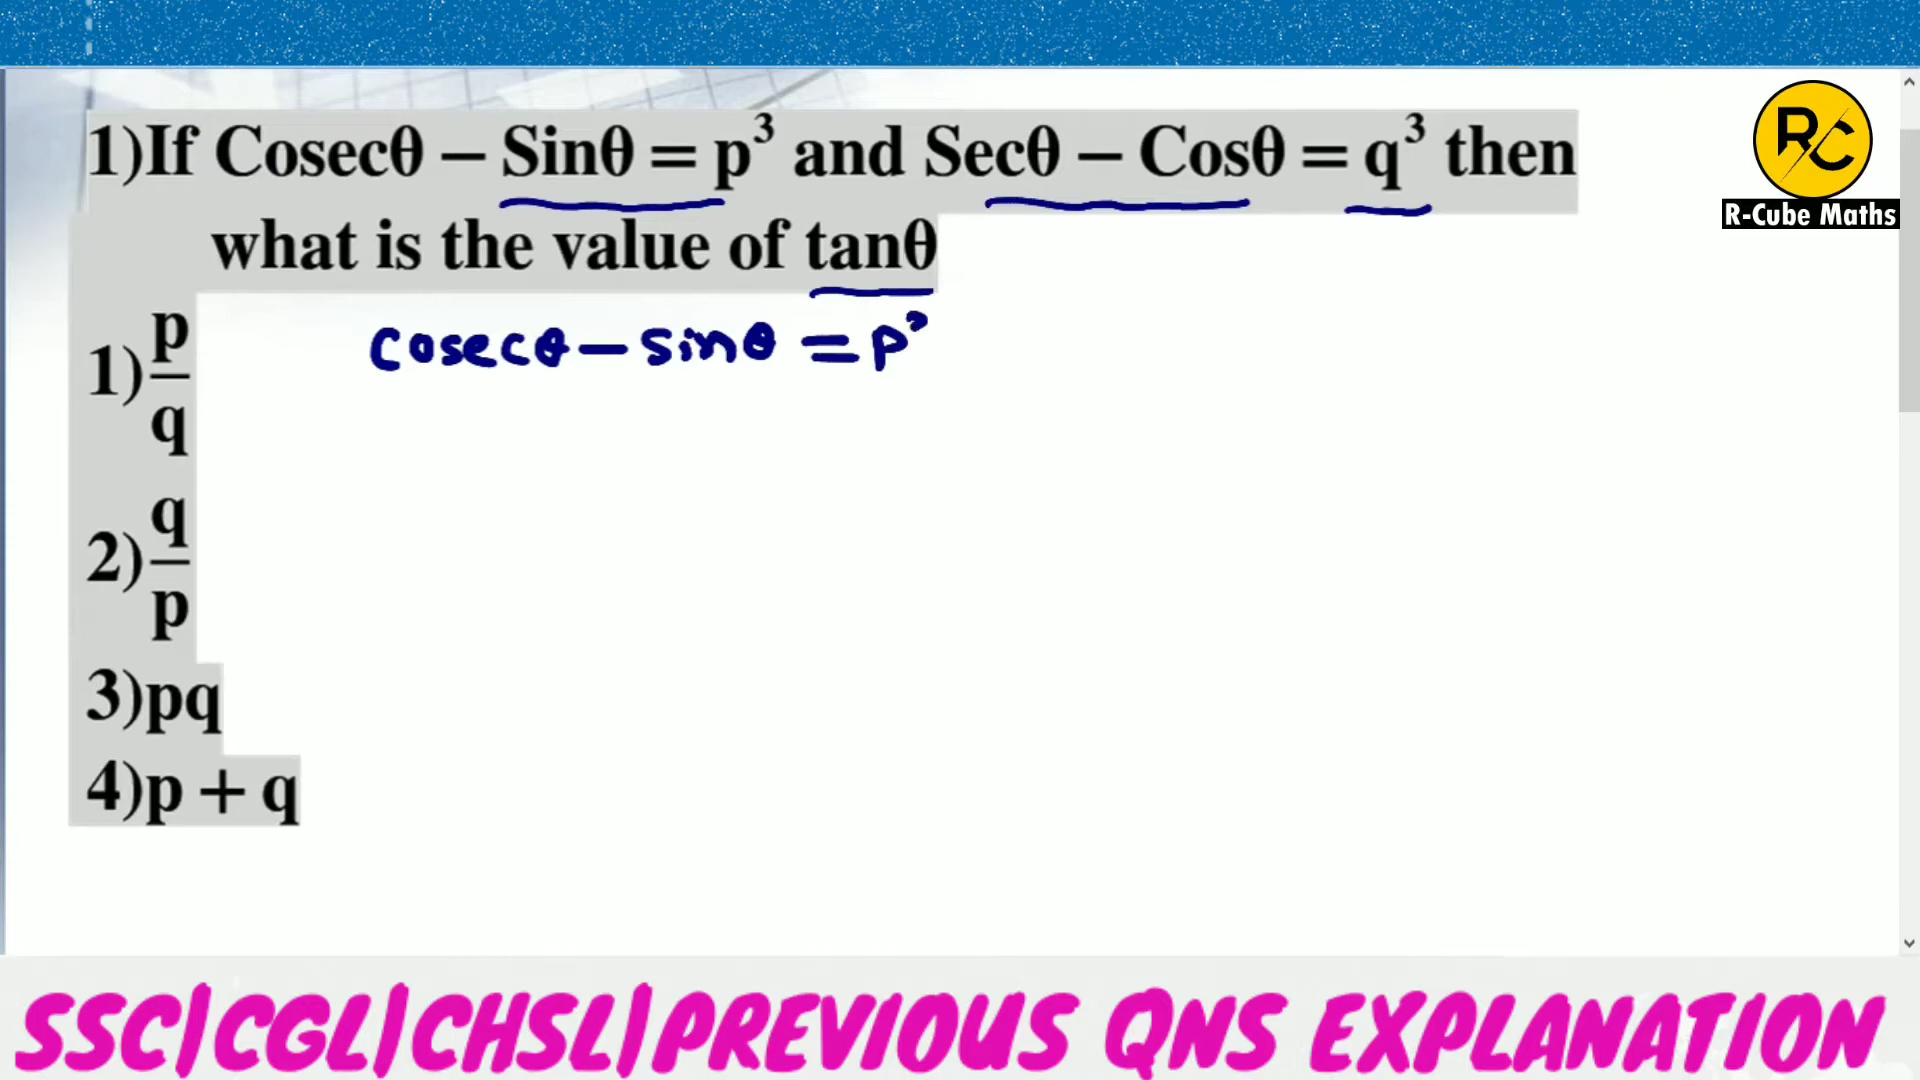 1)If Cosecθ – Sinθ = p³ and Secθ – Cosθ = q³ then
what is the value of tanθ
cosecθ – sinθ = p³
1) p/q
2) q/p
3)pq
4)p + q
RC
R-Cube Maths
SSC|CGL|CHSL|PREVIOUS QNS EXPLANATION